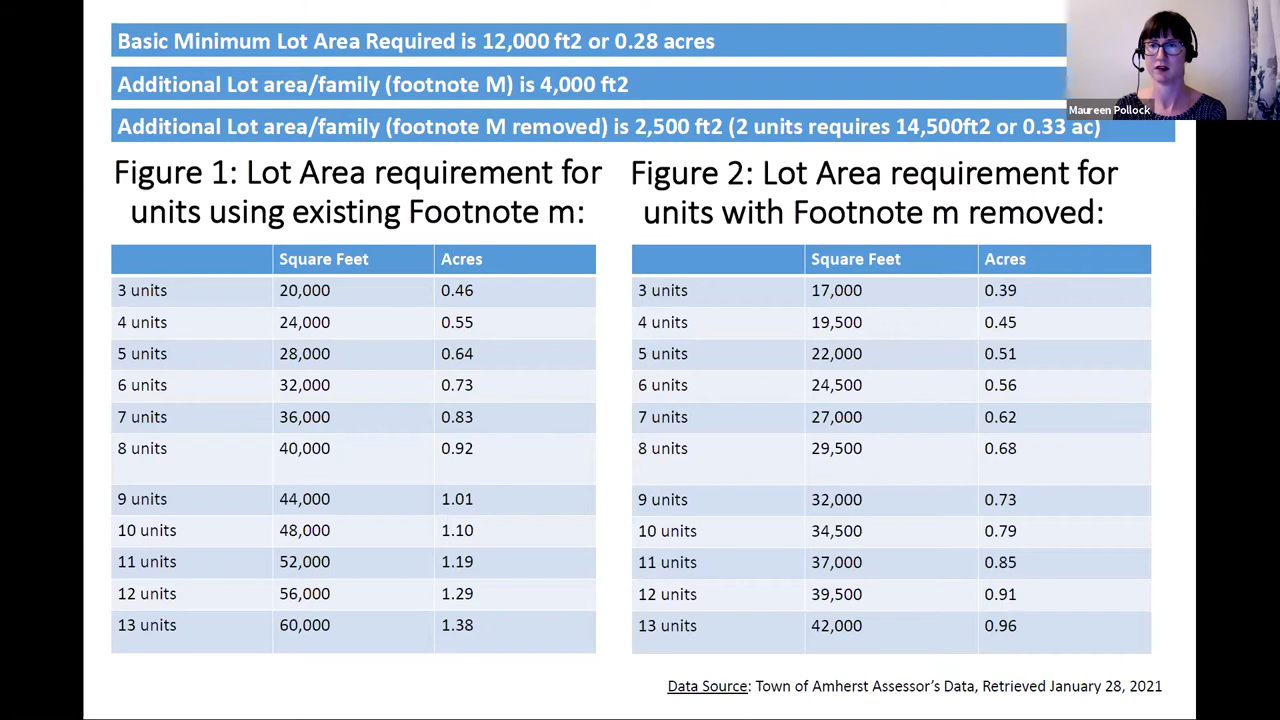 Basic Minimum Lot Area Required is 12,000 ft2 or 0.28 acres
Additional Lot area/family (footnote M) is 4,000 ft2
Maureen Pollock
Additional Lot area/family (footnote M removed) is 2,500 ft2 (2 units requires 14,500ft2 or 0.33 ac)
Figure 1: Lot Area requirement for
units using existing Footnote m:
Square Feet Acres
3 units 20,000 0.46
4 units 24,000 0.55
5 units 28,000 0.64
6 units 32,000 0.73
7 units 36,000 0.83
8 units 40,000 0.92
9 units 44,000 1.01
10 units 48,000 1.10
11 units 52,000 1.19
12 units 56,000 1.29
13 units 60,000 1.38
Figure 2: Lot Area requirement for
units with Footnote m removed:
Square Feet Acres
3 units 17,000 0.39
4 units 19,500 0.45
5 units 22,000 0.51
6 units 24,500 0.56
7 units 27,000 0.62
8 units 29,500 0.68
9 units 32,000 0.73
10 units 34,500 0.79
11 units 37,000 0.85
12 units 39,500 0.91
13 units 42,000 0.96
Data Source: Town of Amherst Assessor's Data, Retrieved January 28, 2021